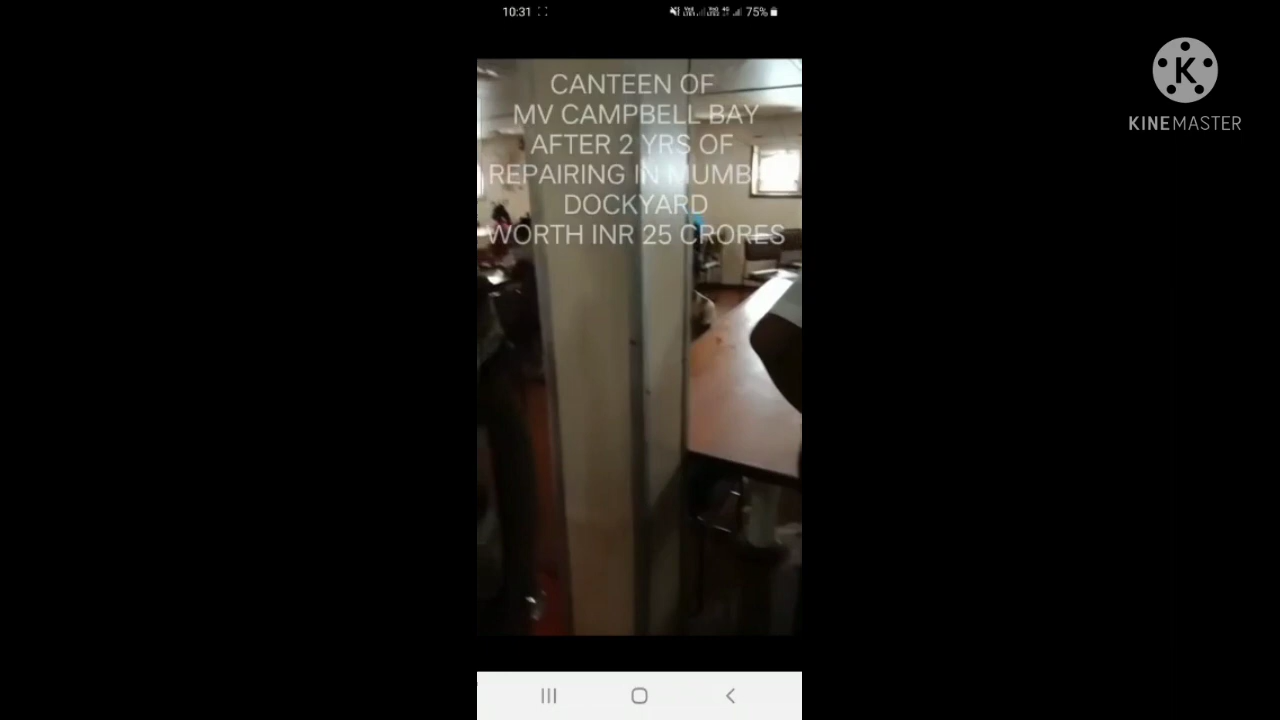 10:31
75%
CANTEEN OF
MV CAMPBELL BAY
AFTER 2 YRS OF
REPAIRING IN MUMBAI
DOCKYARD
WORTH INR 25 CRORES
K
KINEMASTER